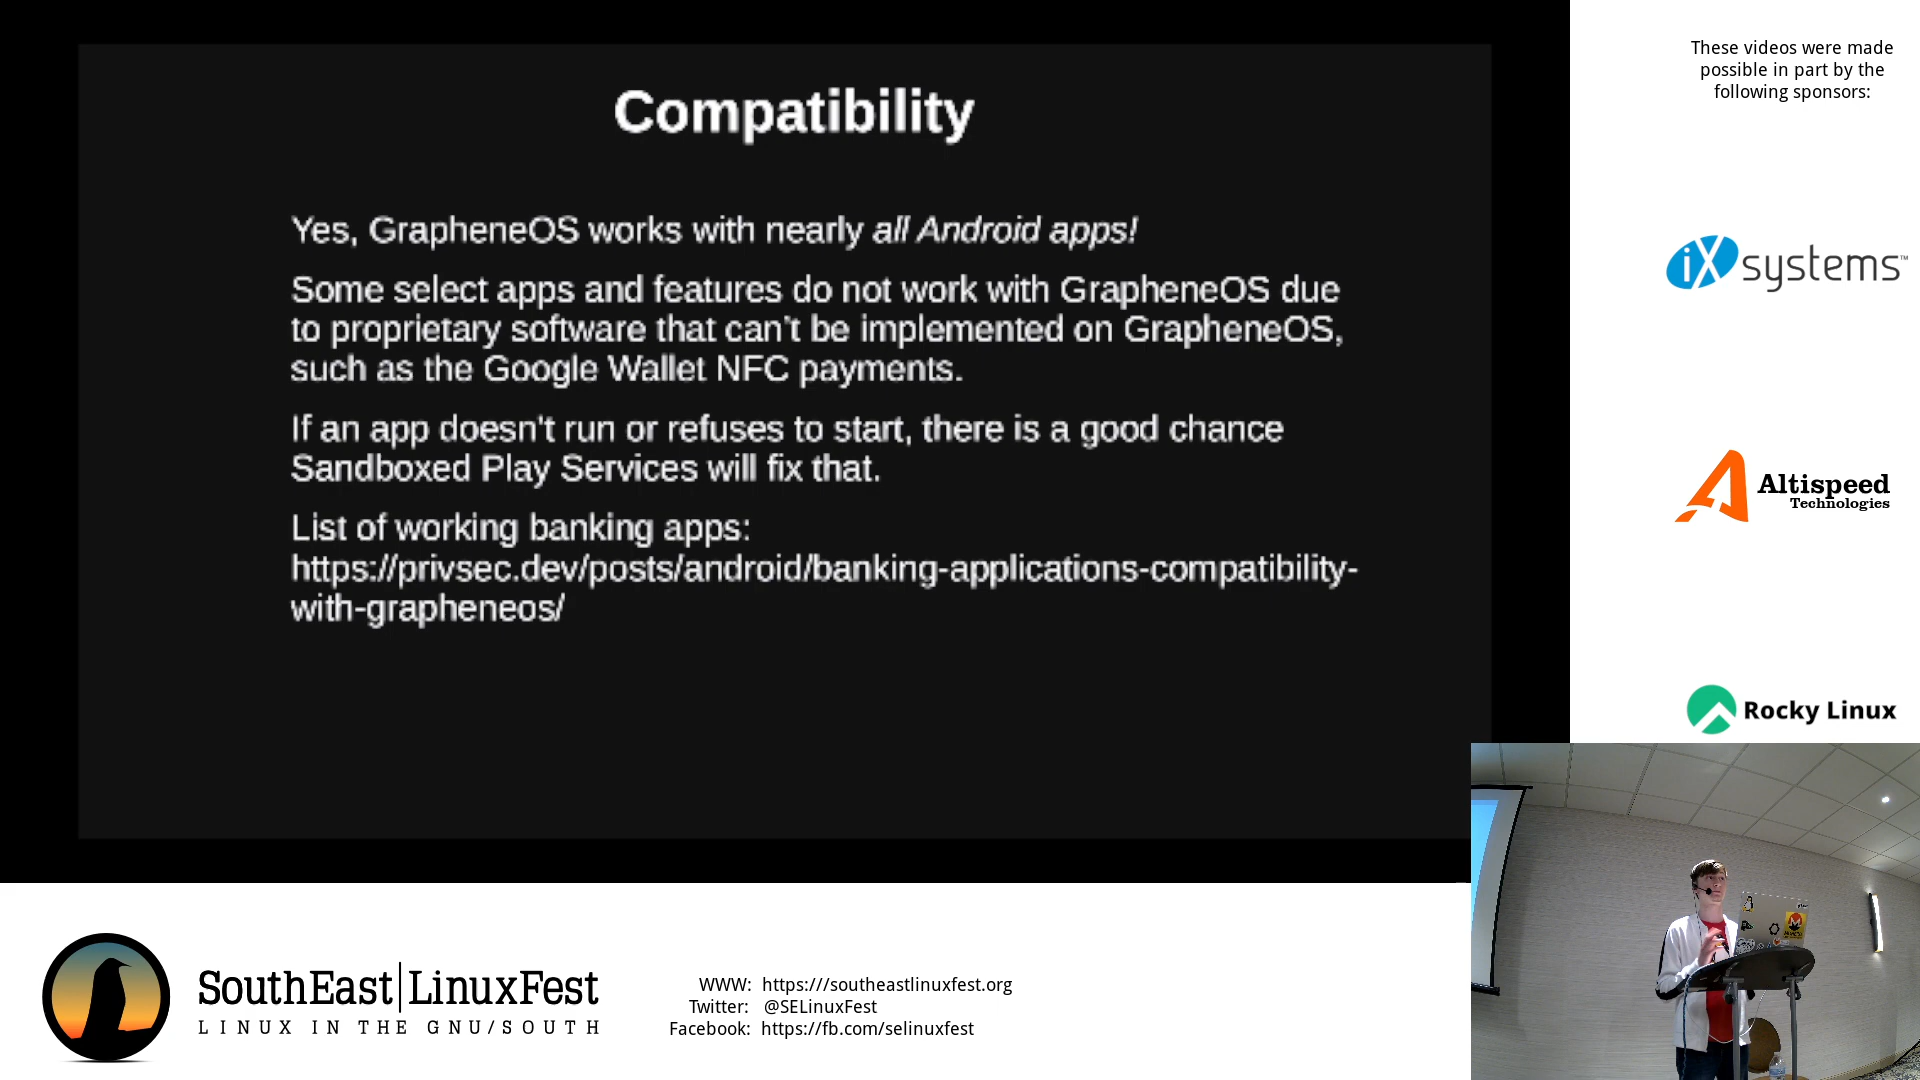 Compatibility
Yes, GrapheneOS works with nearly all Android apps!
Some select apps and features do not work with GrapheneOS due
to proprietary software that can't be implemented on GrapheneOS,
such as the Google Wallet NFC payments.
If an app doesn't run or refuses to start, there is a good chance
Sandboxed Play Services will fix that.
List of working banking apps:
https://privsec.dev/posts/android/banking-applications-compatibility-
with-grapheneos/
These videos were made
possible in part by the
following sponsors:
iXsystems™
Altispeed
Technologies
Rocky Linux
SouthEast|LinuxFest
LINUX IN THE GNU/SOUTH
WWW: https:///southeastlinuxfest.org
Twitter: @SELinuxFest
Facebook: https://fb.com/selinuxfest